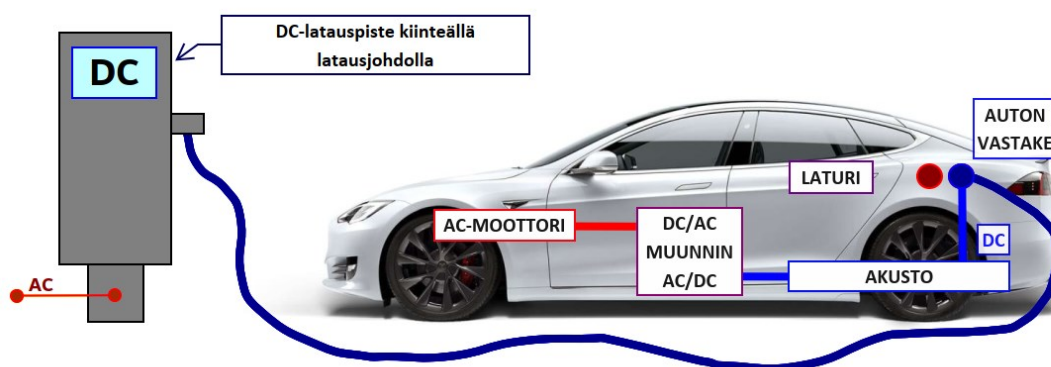 DC
DC-latauspiste kiinteällä
latausjohdolla
AUTON
VASTAKE
LATURI
AC-MOOTTORI
DC/AC
MUUNNIN
AC/DC
DC
AKUSTO
AC